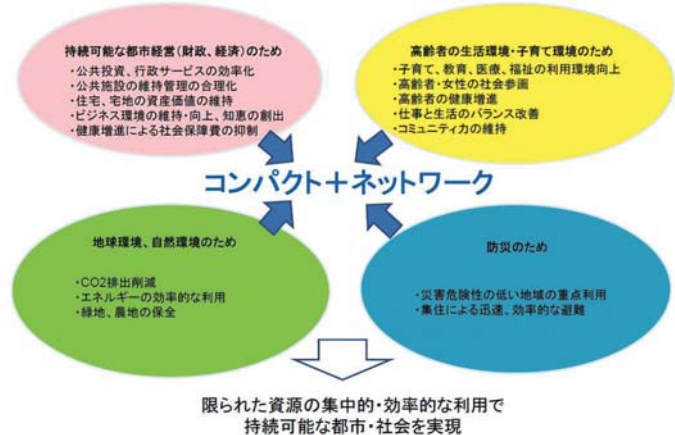 持続可能な都市経営(財政、経済)のため
・公共投資、行政サービスの効率化
・公共施設の維持管理の合理化
・住宅、宅地の資産価値の維持
・ビジネス環境の維持・向上、知恵の創出
・健康増進による社会保障費の抑制
高齢者の生活環境・子育て環境のため
・子育て、教育、医療、福祉の利用環境向上
・高齢者・女性の社会参画
・高齢者の健康増進
・仕事と生活のバランス改善
・コミュニティ力の維持
コンパクト+ネットワーク
地球環境、自然環境のため
・CO2排出削減
・エネルギーの効率的な利用
・緑地、農地の保全
防災のため
・災害危険性の低い地域の重点利用
・集住による迅速、効率的な避難
限られた資源の集中的・効率的な利用で
持続可能な都市・社会を実現